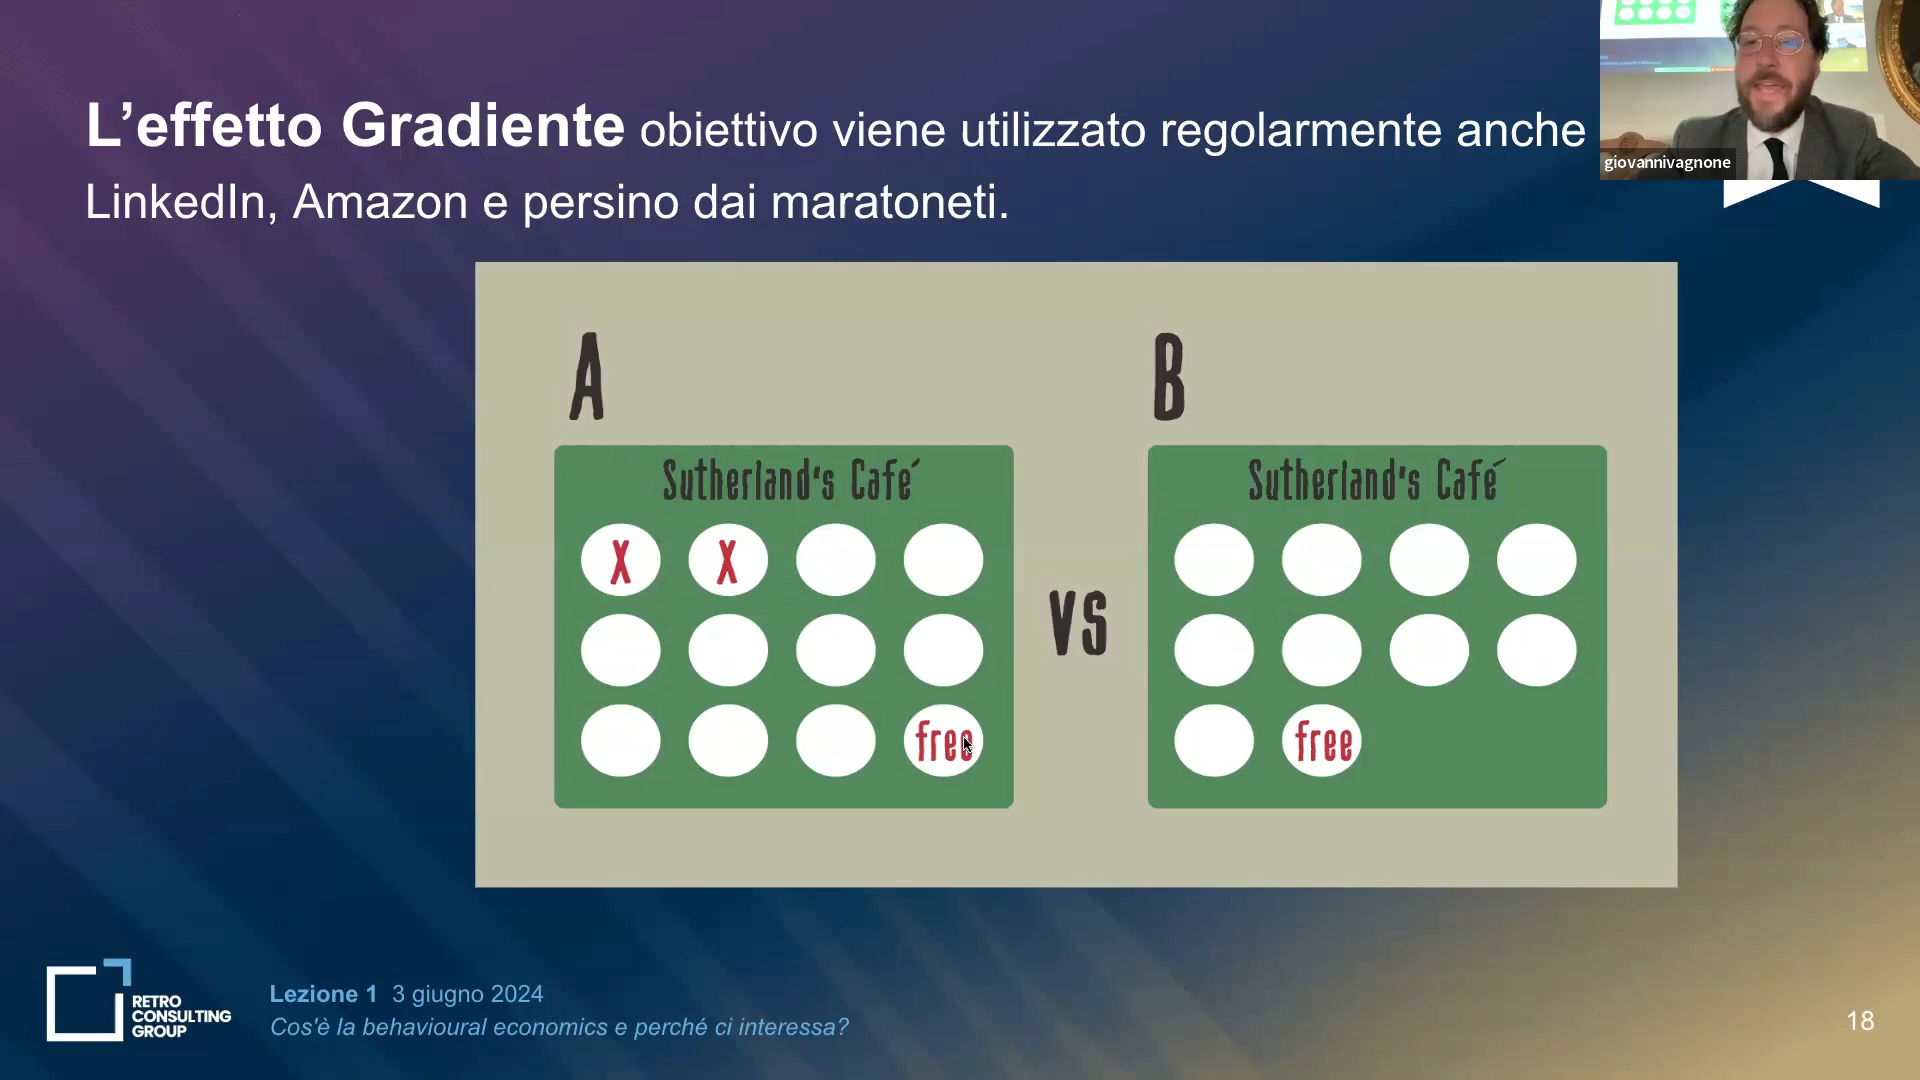 L’effetto Gradiente obiettivo viene utilizzato regolarmente anche
LinkedIn, Amazon e persino dai maratoneti.
giovannivagnone
A
B
Sutherland's Café
X X
free
vs
Sutherland's Café
free
RETRO
CONSULTING
GROUP
Lezione 1 3 giugno 2024
Cos'è la behavioural economics e perché ci interessa?
18